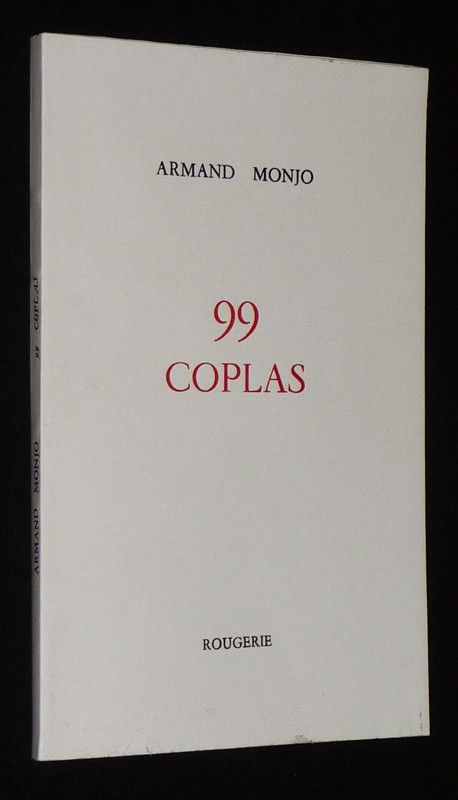 ARMAND MONJO
99
COPLAS
ROUGERIE
ARMAND MONJO 99 COPLAS